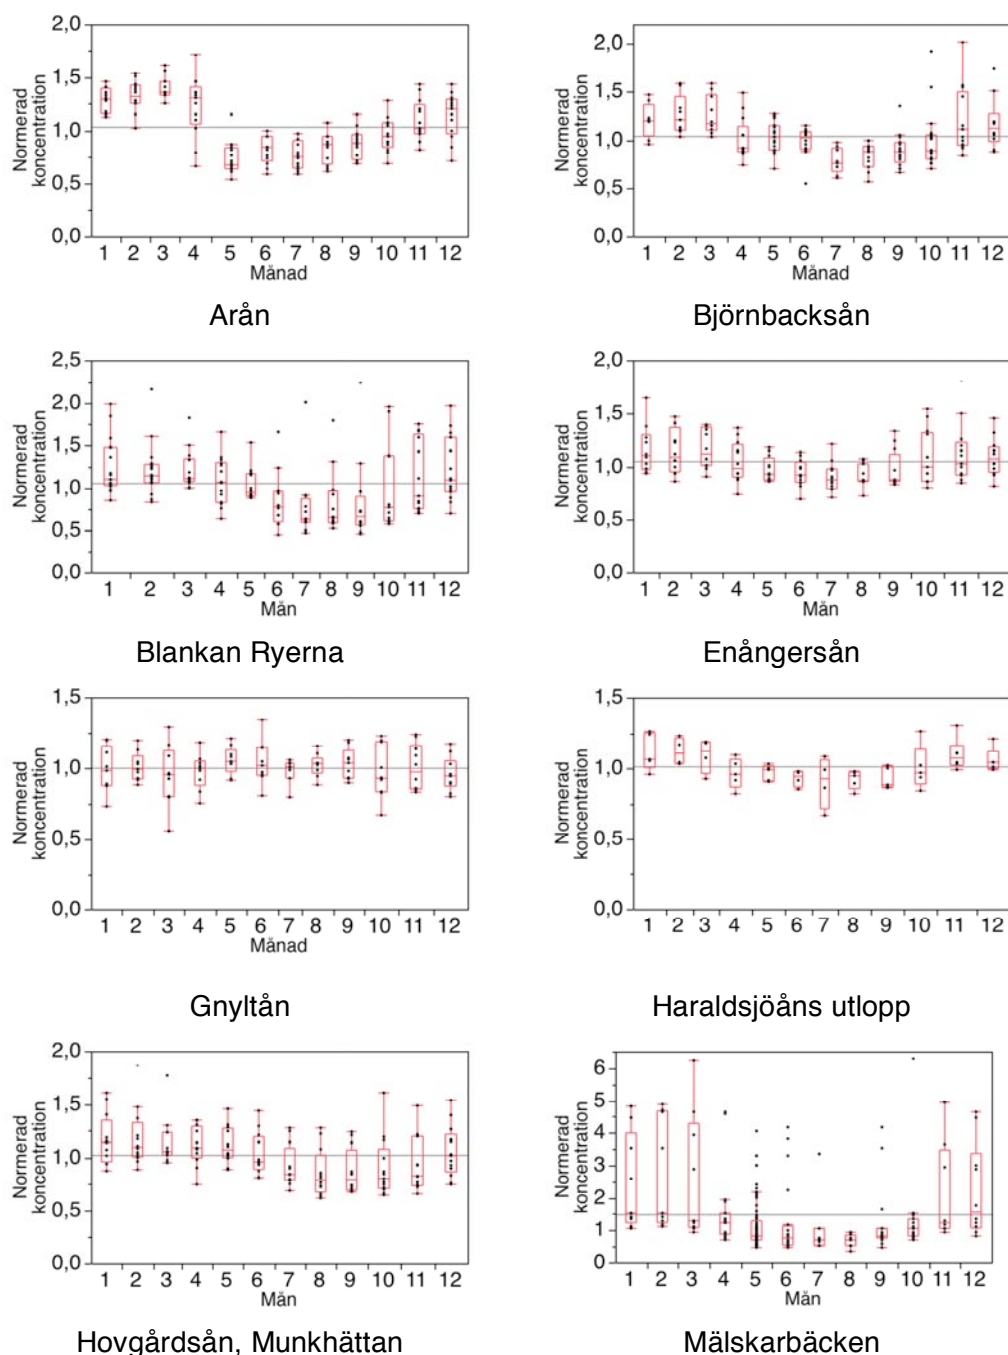 2,0
1,5
1,0
0,5
0,0
Normerad
koncentration
1 2 3 4 5 6 7 8 9 10 11 12
Månad
Arån
2,0
1,5
1,0
0,5
0,0
Normerad
koncentration
1 2 3 4 5 6 7 8 9 10 11 12
Månad
Björnbacksån
2,5
2,0
1,5
1,0
0,5
0,0
Normerad
koncentration
1 2 3 4 5 6 7 8 9 10 11 12
Mån
Blankan Ryerna
2,0
1,5
1,0
0,5
0,0
Normerad
koncentration
1 2 3 4 5 6 7 8 9 10 11 12
Mån
Enångersån
1,5
1,0
0,5
0,0
Normerad
koncentration
1 2 3 4 5 6 7 8 9 10 11 12
Månad
Gnyltån
1,5
1,0
0,5
0,0
Normerad
koncentration
1 2 3 4 5 6 7 8 9 10 11 12
Haraldsjöåns utlopp
2,0
1,5
1,0
0,5
0,0
Normerad
koncentration
1 2 3 4 5 6 7 8 9 10 11 12
Mån
Hovgårdsån, Munkhättan
6
5
4
3
2
1
0
Normerad
koncentration
1 2 3 4 5 6 7 8 9 10 11 12
Mån
Mälskarbäcken